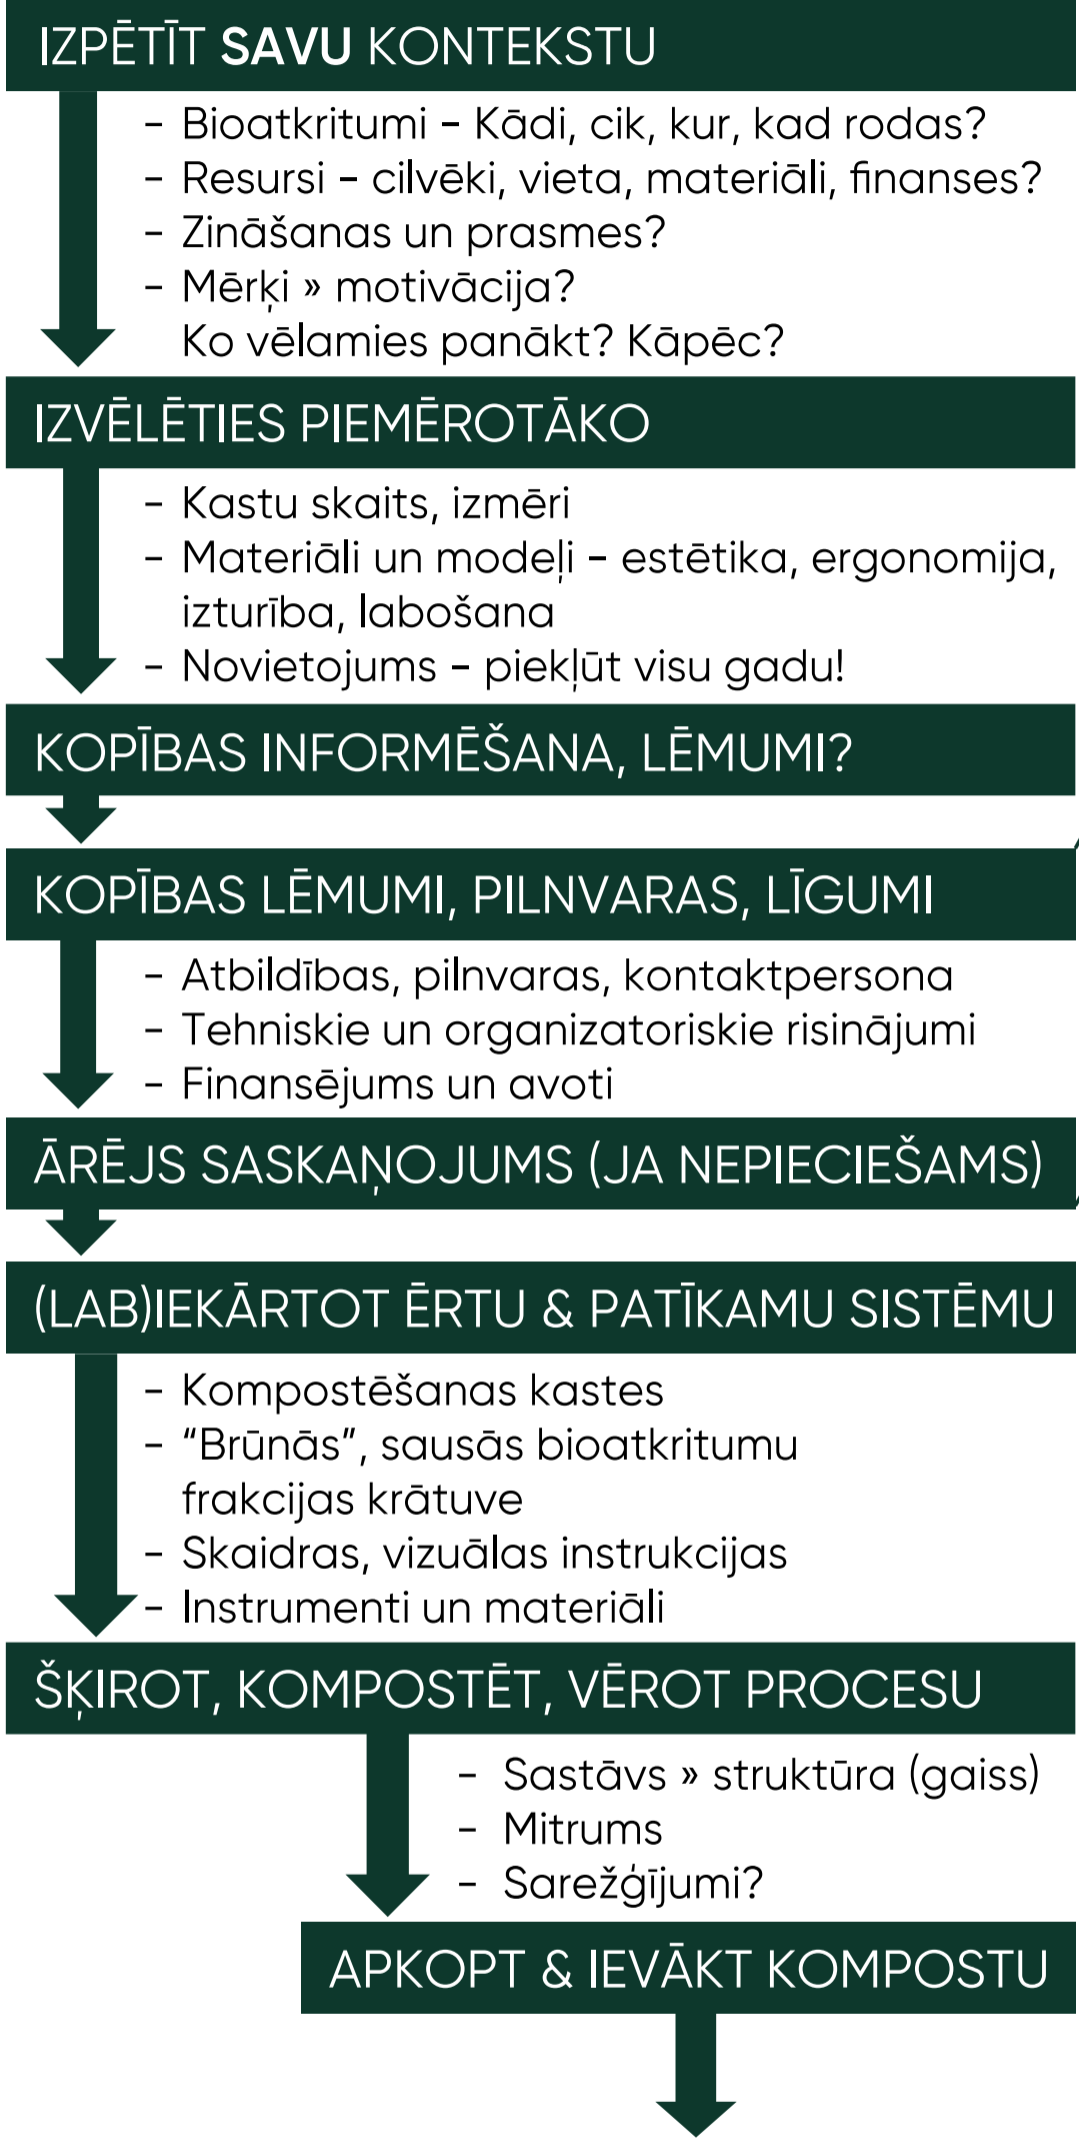 IZPĒTĪT SAVU KONTEKSTU
- Bioatkritumi - Kādi, cik, kur, kad rodas?
- Resursi - cilvēki, vieta, materiāli, finanses?
- Zināšanas un prasmes?
- Mērķi » motivācija?
Ko vēlamies panākt? Kāpēc?
IZVĒLĒTIES PIEMĒROTĀKO
- Kastu skaits, izmēri
- Materiāli un modeļi - estētika, ergonomija,
izturība, labošana
- Novietojums - piekļūt visu gadu!
KOPĪBAS INFORMĒŠANA, LĒMUMI?
KOPĪBAS LĒMUMI, PILNVARAS, LĪGUMI
- Atbildības, pilnvaras, kontaktpersona
- Tehniskie un organizatoriskie risinājumi
- Finansējums un avoti
ĀRĒJS SASKAŅOJUMS (JA NEPIECIEŠAMS)
(LAB)IEKĀRTOT ĒRTU & PATĪKAMU SISTĒMU
- Kompostēšanas kastes
- “Brūnās”, sausās bioatkritumu
frakcijas krātuve
- Skaidras, vizuālas instrukcijas
- Instrumenti un materiāli
ŠĶIROT, KOMPOSTĒT, VĒROT PROCESU
- Sastāvs » struktūra (gaiss)
- Mitrums
- Sarežģījumi?
APKOPT & IEVĀKT KOMPOSTU